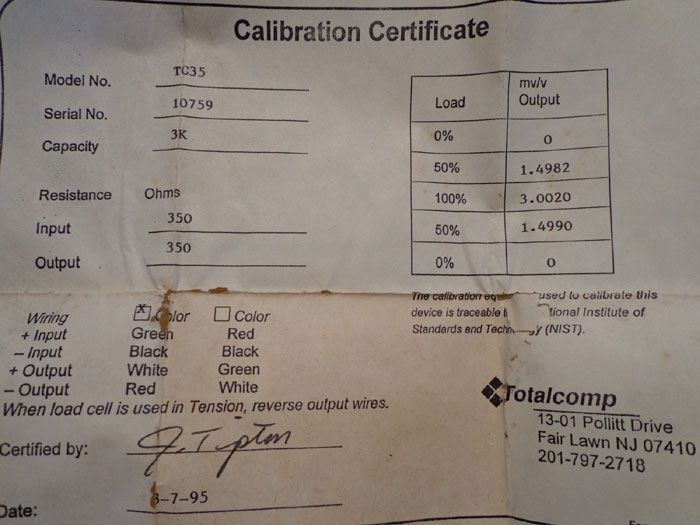 Calibration Certificate
Model No. TC35
Serial No. 10759
Capacity 3K
Resistance Ohms
Input 350
Output 350
Load mv/v Output
0% 0
50% 1.4982
100% 3.0020
50% 1.4990
0% 0
The calibration used to calibrate this
device is traceable tional Institute of
Standards and (NIST).
Wiring x Color Color
+ Input Green Red
– Input Black Black
+ Output White Green
– Output Red White
When load cell is used in Tension, reverse output wires.
Totalcomp
13-01 Pollitt Drive
Fair Lawn NJ 07410
201-797-2718
Certified by: J. Tipton
Date: 3-7-95